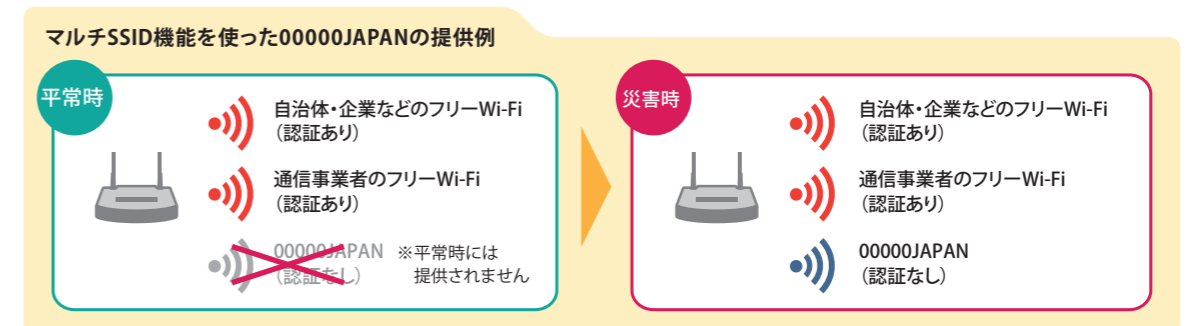 マルチSSID機能を使った00000JAPANの提供例
平常時
自治体・企業などのフリーWi-Fi
（認証あり）
通信事業者のフリーWi-Fi
（認証あり）
00000JAPAN ※平常時には
（認証なし） 提供されません
災害時
自治体・企業などのフリーWi-Fi
（認証あり）
通信事業者のフリーWi-Fi
（認証あり）
00000JAPAN
（認証なし）